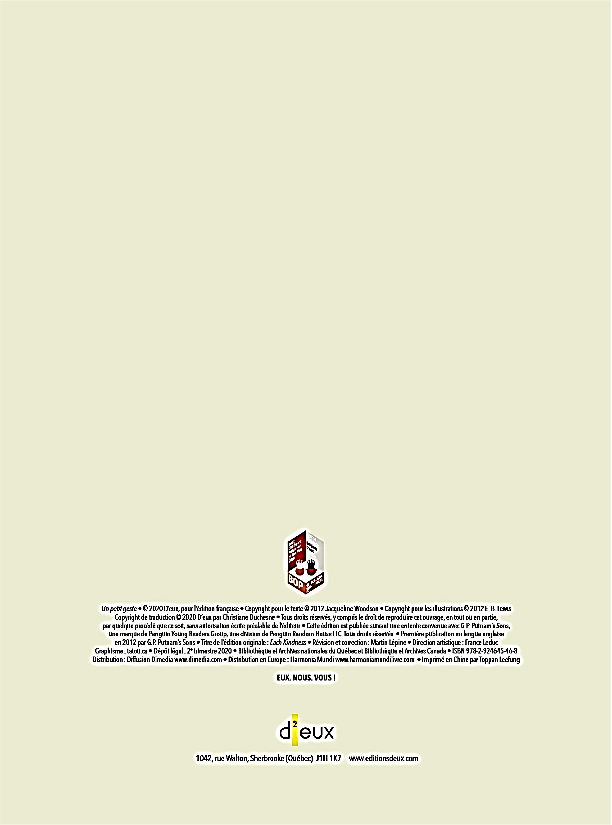 BOP
Un petit geste • © 2020 D'eux, pour l'édition française • Copyright pour le texte © 2012 Jacqueline Woodson • Copyright pour les illustrations © 2012 E. B. Lewis
Copyright de traduction © 2020 D'eux par Christiane Duchesne • Tous droits réservés, y compris le droit de reproduire cet ouvrage, en tout ou en partie,
par quelque procédé que ce soit, sans autorisation écrite préalable de l'éditeur. • Cette édition est publiée suivant une entente convenue avec G. P. Putnam's Sons,
une marque de Penguin Young Readers Group, une division de Penguin Random House LLC. Tous droits réservés. • Première publication en langue anglaise
en 2012 par G. P. Putnam's Sons • Titre de l'édition originale : Each Kindness • Révision et correction : Martin Lépine • Direction artistique : France Leduc
Graphisme : tatou.ca • Dépôt légal : 2e trimestre 2020 • Bibliothèque et Archives nationales du Québec et Bibliothèque et Archives Canada • ISBN 978-2-924645-46-8
Distribution : Diffusion Dimedia www.dimedia.com • Distribution en Europe : Harmonia Mundi www.harmoniamundilivre.com • Imprimé en Chine par Toppan Leefung
EUX, NOUS, VOUS !
d2eux
1042, rue Walton, Sherbrooke (Québec) J1H 1K7 www.editionsdeux.com